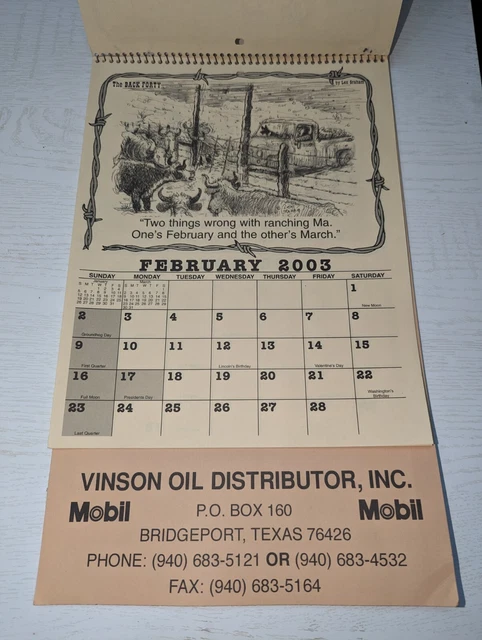 The BACK FORTY
"Two things wrong with ranching Ma.
One's February and the other's March."
FEBRUARY 2003
SUNDAY MONDAY TUESDAY WEDNESDAY THURSDAY FRIDAY SATURDAY
1
New Moon
2 3 4 5 6 7 8
Groundhog Day
9 10 11 12 13 14 15
First Quarter Lincoln's Birthday Valentine's Day
16 17 18 19 20 21 22
Full Moon Presidents Day Washington's
Birthday
23 24 25 26 27 28
Last Quarter
VINSON OIL DISTRIBUTOR, INC.
Mobil P.O. BOX 160 Mobil
BRIDGEPORT, TEXAS 76426
PHONE: (940) 683-5121 OR (940) 683-4532
FAX: (940) 683-5164